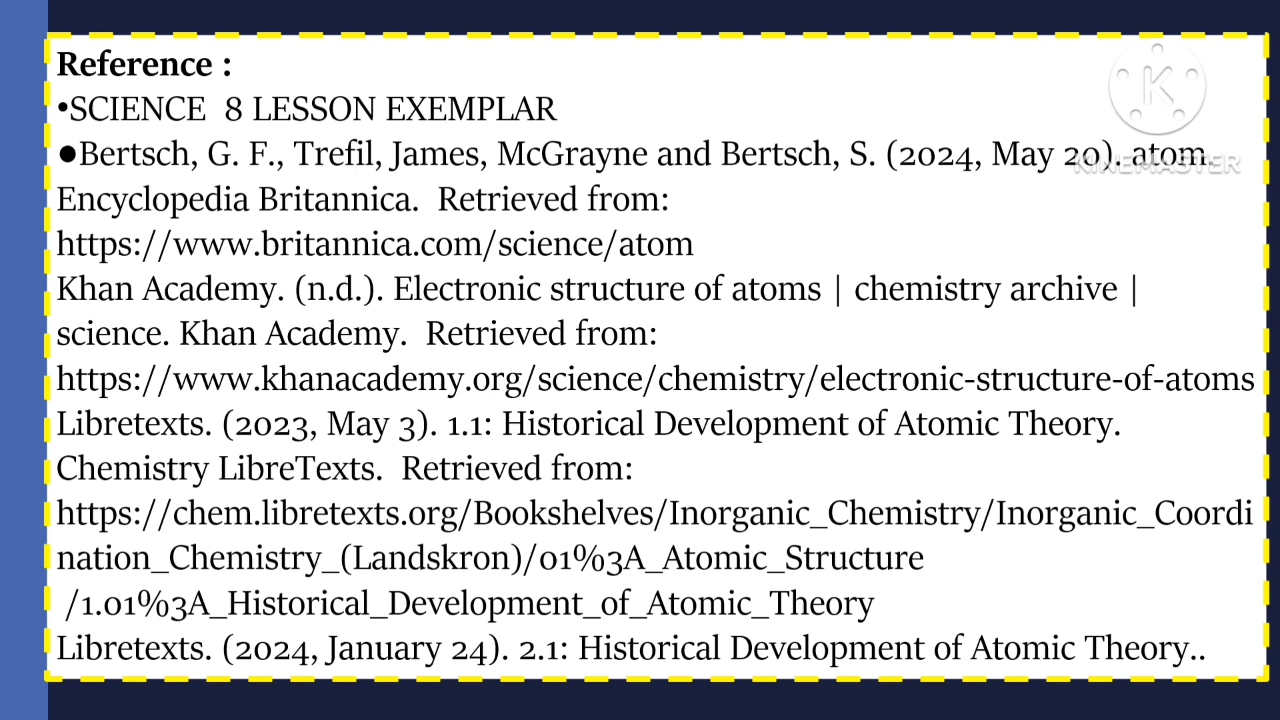 Reference :
•SCIENCE  8 LESSON EXEMPLAR
●Bertsch, G. F., Trefil, James, McGrayne and Bertsch, S. (2024, May 20). atom.
KINEMASTER
Encyclopedia Britannica.  Retrieved from:
https://www.britannica.com/science/atom
Khan Academy. (n.d.). Electronic structure of atoms | chemistry archive |
science. Khan Academy.  Retrieved from:
https://www.khanacademy.org/science/chemistry/electronic-structure-of-atoms
Libretexts. (2023, May 3). 1.1: Historical Development of Atomic Theory.
Chemistry LibreTexts.  Retrieved from:
https://chem.libretexts.org/Bookshelves/Inorganic_Chemistry/Inorganic_Coordi
nation_Chemistry_(Landskron)/01%3A_Atomic_Structure
/1.01%3A_Historical_Development_of_Atomic_Theory
Libretexts. (2024, January 24). 2.1: Historical Development of Atomic Theory..